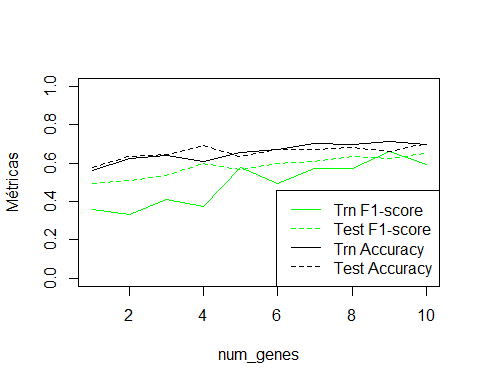 Métricas
1.0
0.8
0.6
0.4
0.2
0.0
Trn F1-score
Test F1-score
Trn Accuracy
Test Accuracy
2 4 6 8 10
num_genes